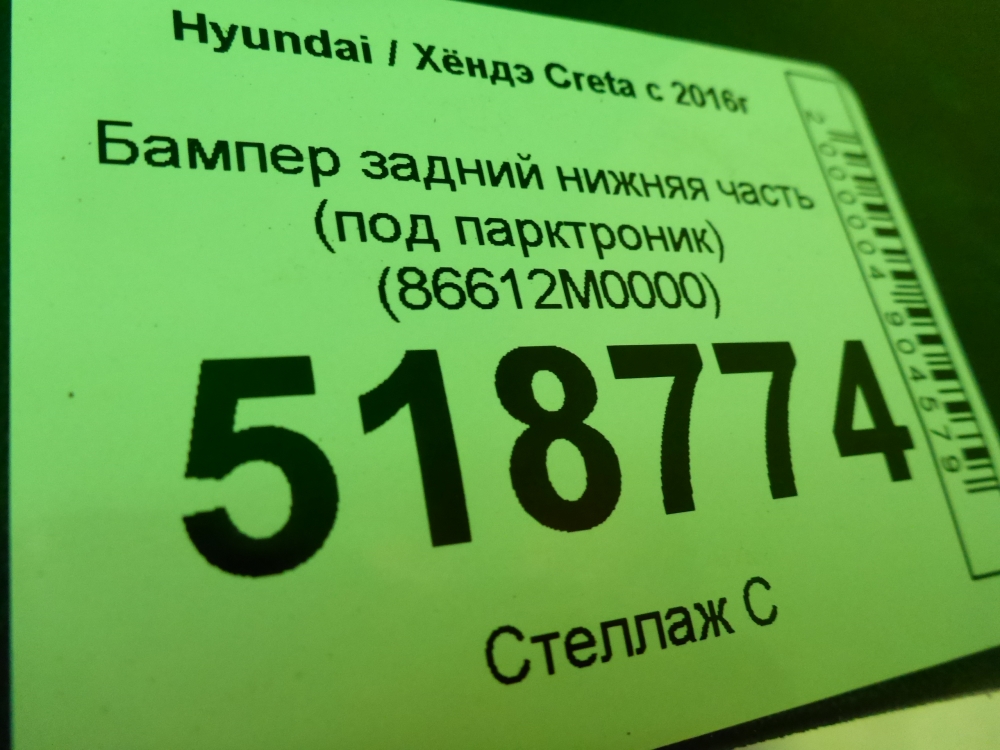 Hyundai / Хёндэ Creta с 2016г
Бампер задний нижняя часть
(под парктроник)
(86612M0000)
518774
Стеллаж С
2000004904579